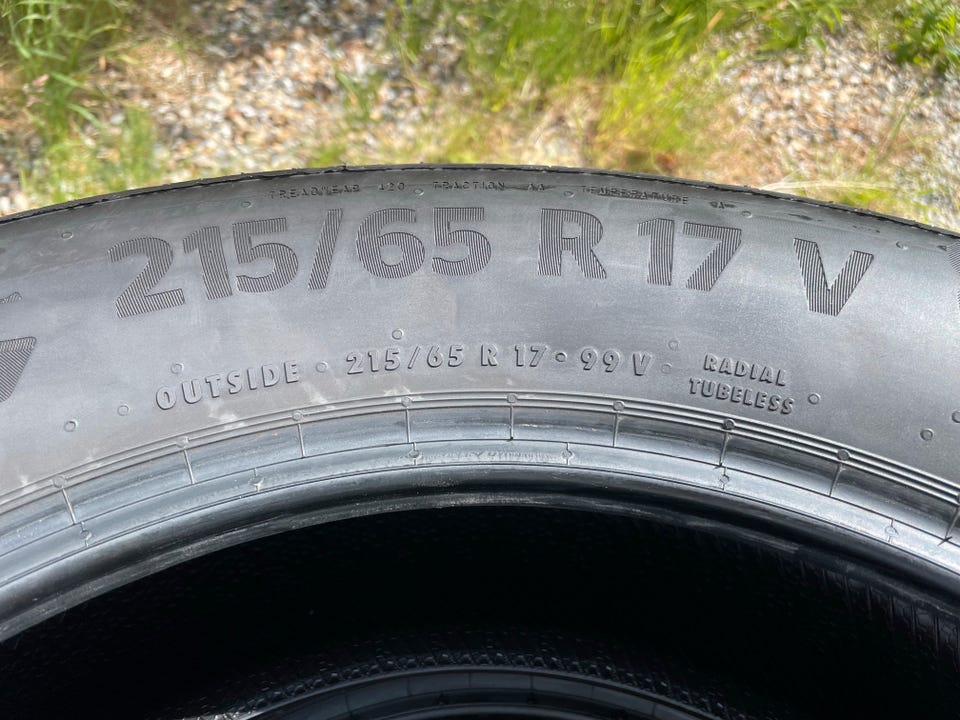 TREADWEAR 420 TRACTION AA TEMPERATURE A
215/65 R 17 V
OUTSIDE 215/65 R 17 • 99 V RADIAL
TUBELESS